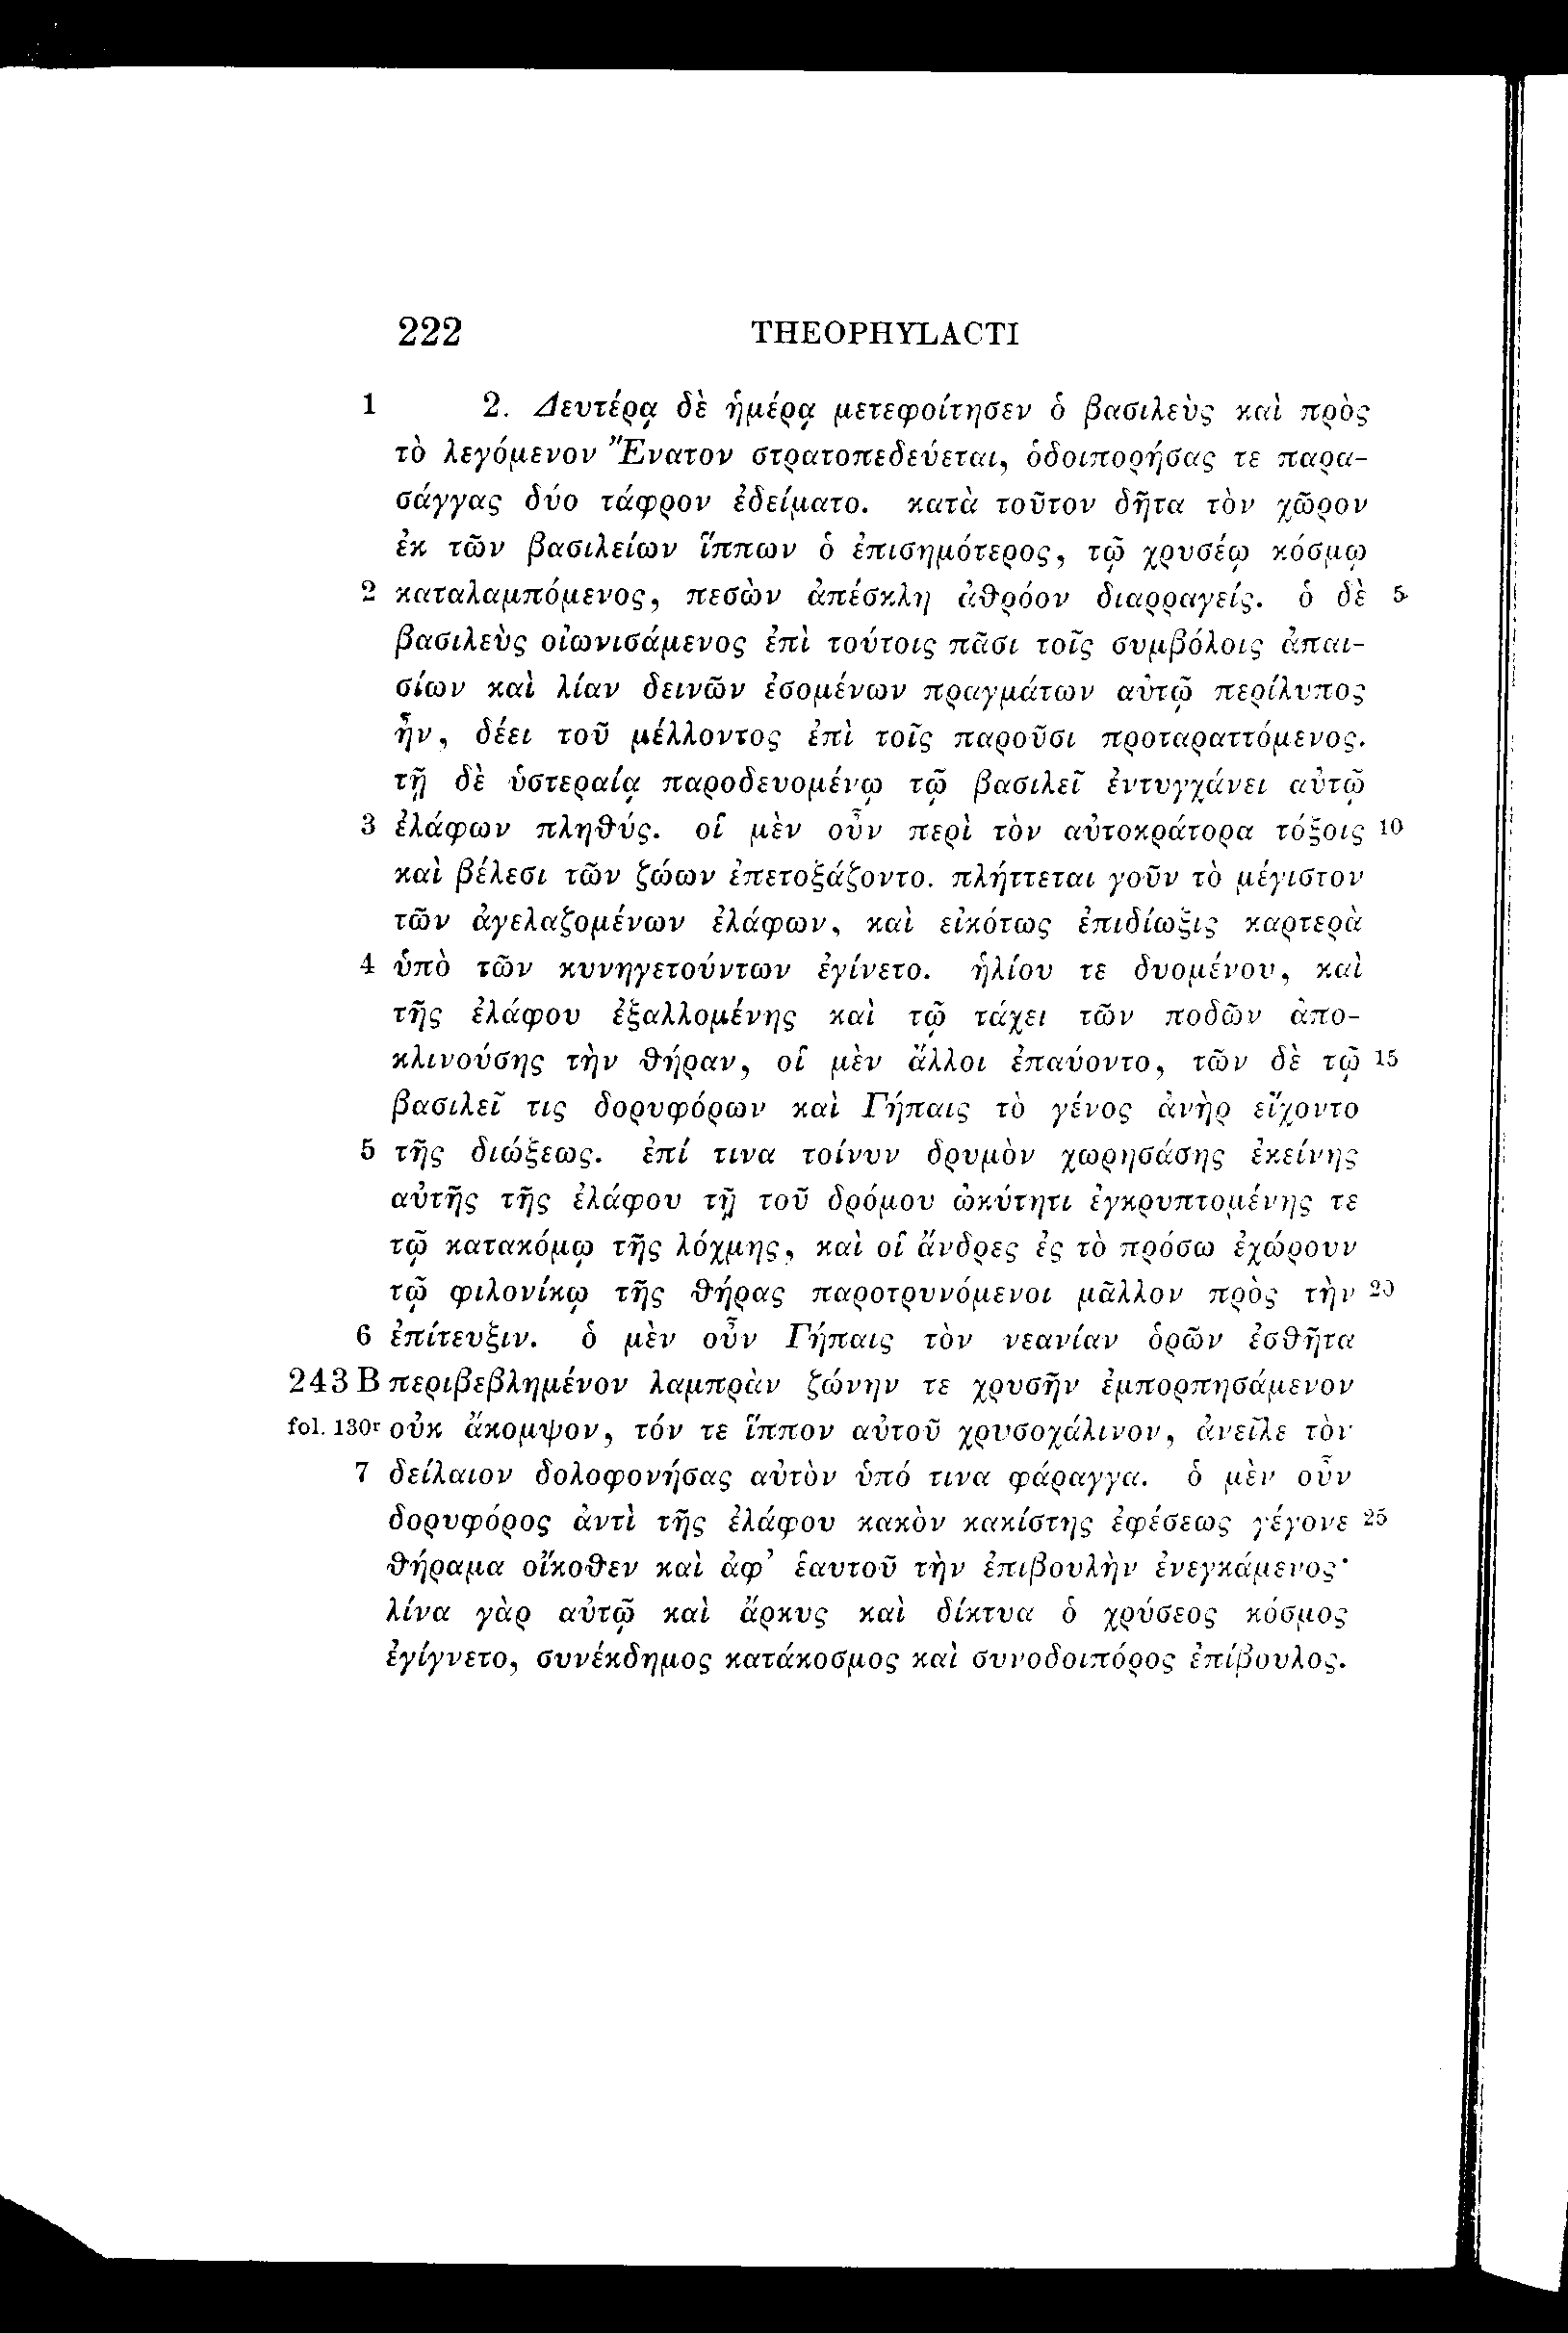 222 THEOPHYLACTI
1 2. Δευτέρᾳ δὲ ἡμέρᾳ μετεφοίτησεν ὁ βασιλεὺς καὶ πρὸς
τὸ λεγόμενον Ἔνατον στρατοπεδεύεται, ὁδοιπορήσας τε παρα-
σάγγας δύο τάφρον ἐδείματο. κατὰ τοῦτον δῆτα τὸν χῶρον
ἐκ τῶν βασιλείων ἵππων ὁ ἐπισημότερος, τῷ χρυσέῳ κόσμῳ
2 καταλαμπόμενος, πεσὼν ἀπέσκλη ἀθρόον διαρραγείς. ὁ δὲ 5
βασιλεὺς οἰωνισάμενος ἐπὶ τούτοις πᾶσι τοῖς συμβόλοις ἀπαι-
σίων καὶ λίαν δεινῶν ἐσομένων πραγμάτων αὐτῷ περίλυπος
ἦν, δέει τοῦ μέλλοντος ἐπὶ τοῖς παροῦσι προταραττόμενος.
τῇ δὲ ὑστεραίᾳ παροδευομένῳ τῷ βασιλεῖ ἐντυγχάνει αὐτῷ
3 ἐλάφων πληθύς. οἱ μὲν οὖν περὶ τὸν αὐτοκράτορα τόξοις 10
καὶ βέλεσι τῶν ζώων ἐπετοξάζοντο. πλήττεται γοῦν τὸ μέγιστον
τῶν ἀγελαζομένων ἐλάφων, καὶ εἰκότως ἐπιδίωξις καρτερὰ
4 ὑπὸ τῶν κυνηγετούντων ἐγίνετο. ἡλίου τε δυομένου, καὶ
τῆς ἐλάφου ἐξαλλομένης καὶ τῷ τάχει τῶν ποδῶν ἀπο-
κλινούσης τὴν θήραν, οἱ μὲν ἄλλοι ἐπαύοντο, τῶν δὲ τῷ 15
βασιλεῖ τις δορυφόρων καὶ Γήπαις τὸ γένος ἀνὴρ εἴχοντο
5 τῆς διώξεως. ἐπί τινα τοίνυν δρυμὸν χωρησάσης ἐκείνης
αὐτῆς τῆς ἐλάφου τῇ τοῦ δρόμου ὠκύτητι ἐγκρυπτομένης τε
τῷ κατακόμῳ τῆς λόχμης, καὶ οἱ ἄνδρες ἐς τὸ πρόσω ἐχώρουν
τῷ φιλονίκῳ τῆς θήρας παροτρυνόμενοι μᾶλλον πρὸς τὴν 20
6 ἐπίτευξιν. ὁ μὲν οὖν Γήπαις τὸν νεανίαν ὁρῶν ἐσθῆτα
243 B περιβεβλημένον λαμπρὰν ζώνην τε χρυσῆν ἐμπορπησάμενον
fol. 130r οὐκ ἄκομψον, τόν τε ἵππον αὐτοῦ χρυσοχάλινον, ἀνεῖλε τὸν
7 δείλαιον δολοφονήσας αὐτὸν ὑπό τινα φάραγγα. ὁ μὲν οὖν
δορυφόρος ἀντὶ τῆς ἐλάφου κακὸν κακίστης ἐφέσεως γέγονε 25
θήραμα οἴκοθεν καὶ ἀφ’ ἑαυτοῦ τὴν ἐπιβουλὴν ἐνεγκάμενος·
λίνα γὰρ αὐτῷ καὶ ἄρκυς καὶ δίκτυα ὁ χρύσεος κόσμος
ἐγίγνετο, συνέκδημος κατάκοσμος καὶ συνοδοιπόρος ἐπίβουλος.